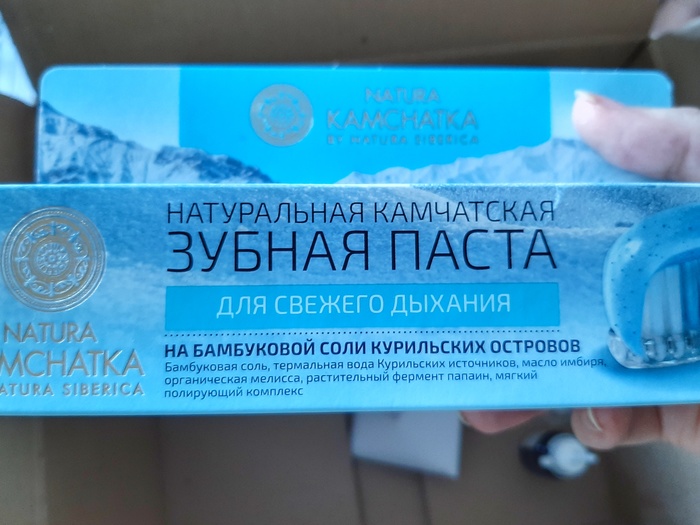 NATURA
KAMCHATKA
BY NATURA SIBERICA
НАТУРАЛЬНАЯ КАМЧАТСКАЯ
ЗУБНАЯ ПАСТА
ДЛЯ СВЕЖЕГО ДЫХАНИЯ
НА БАМБУКОВОЙ СОЛИ КУРИЛЬСКИХ ОСТРОВОВ
Бамбуковая соль, термальная вода Курильских источников, масло имбиря,
органическая мелисса, растительный фермент папаин, мягкий
полирующий комплекс
NATURA
MCHATKA
NATURA SIBERICA